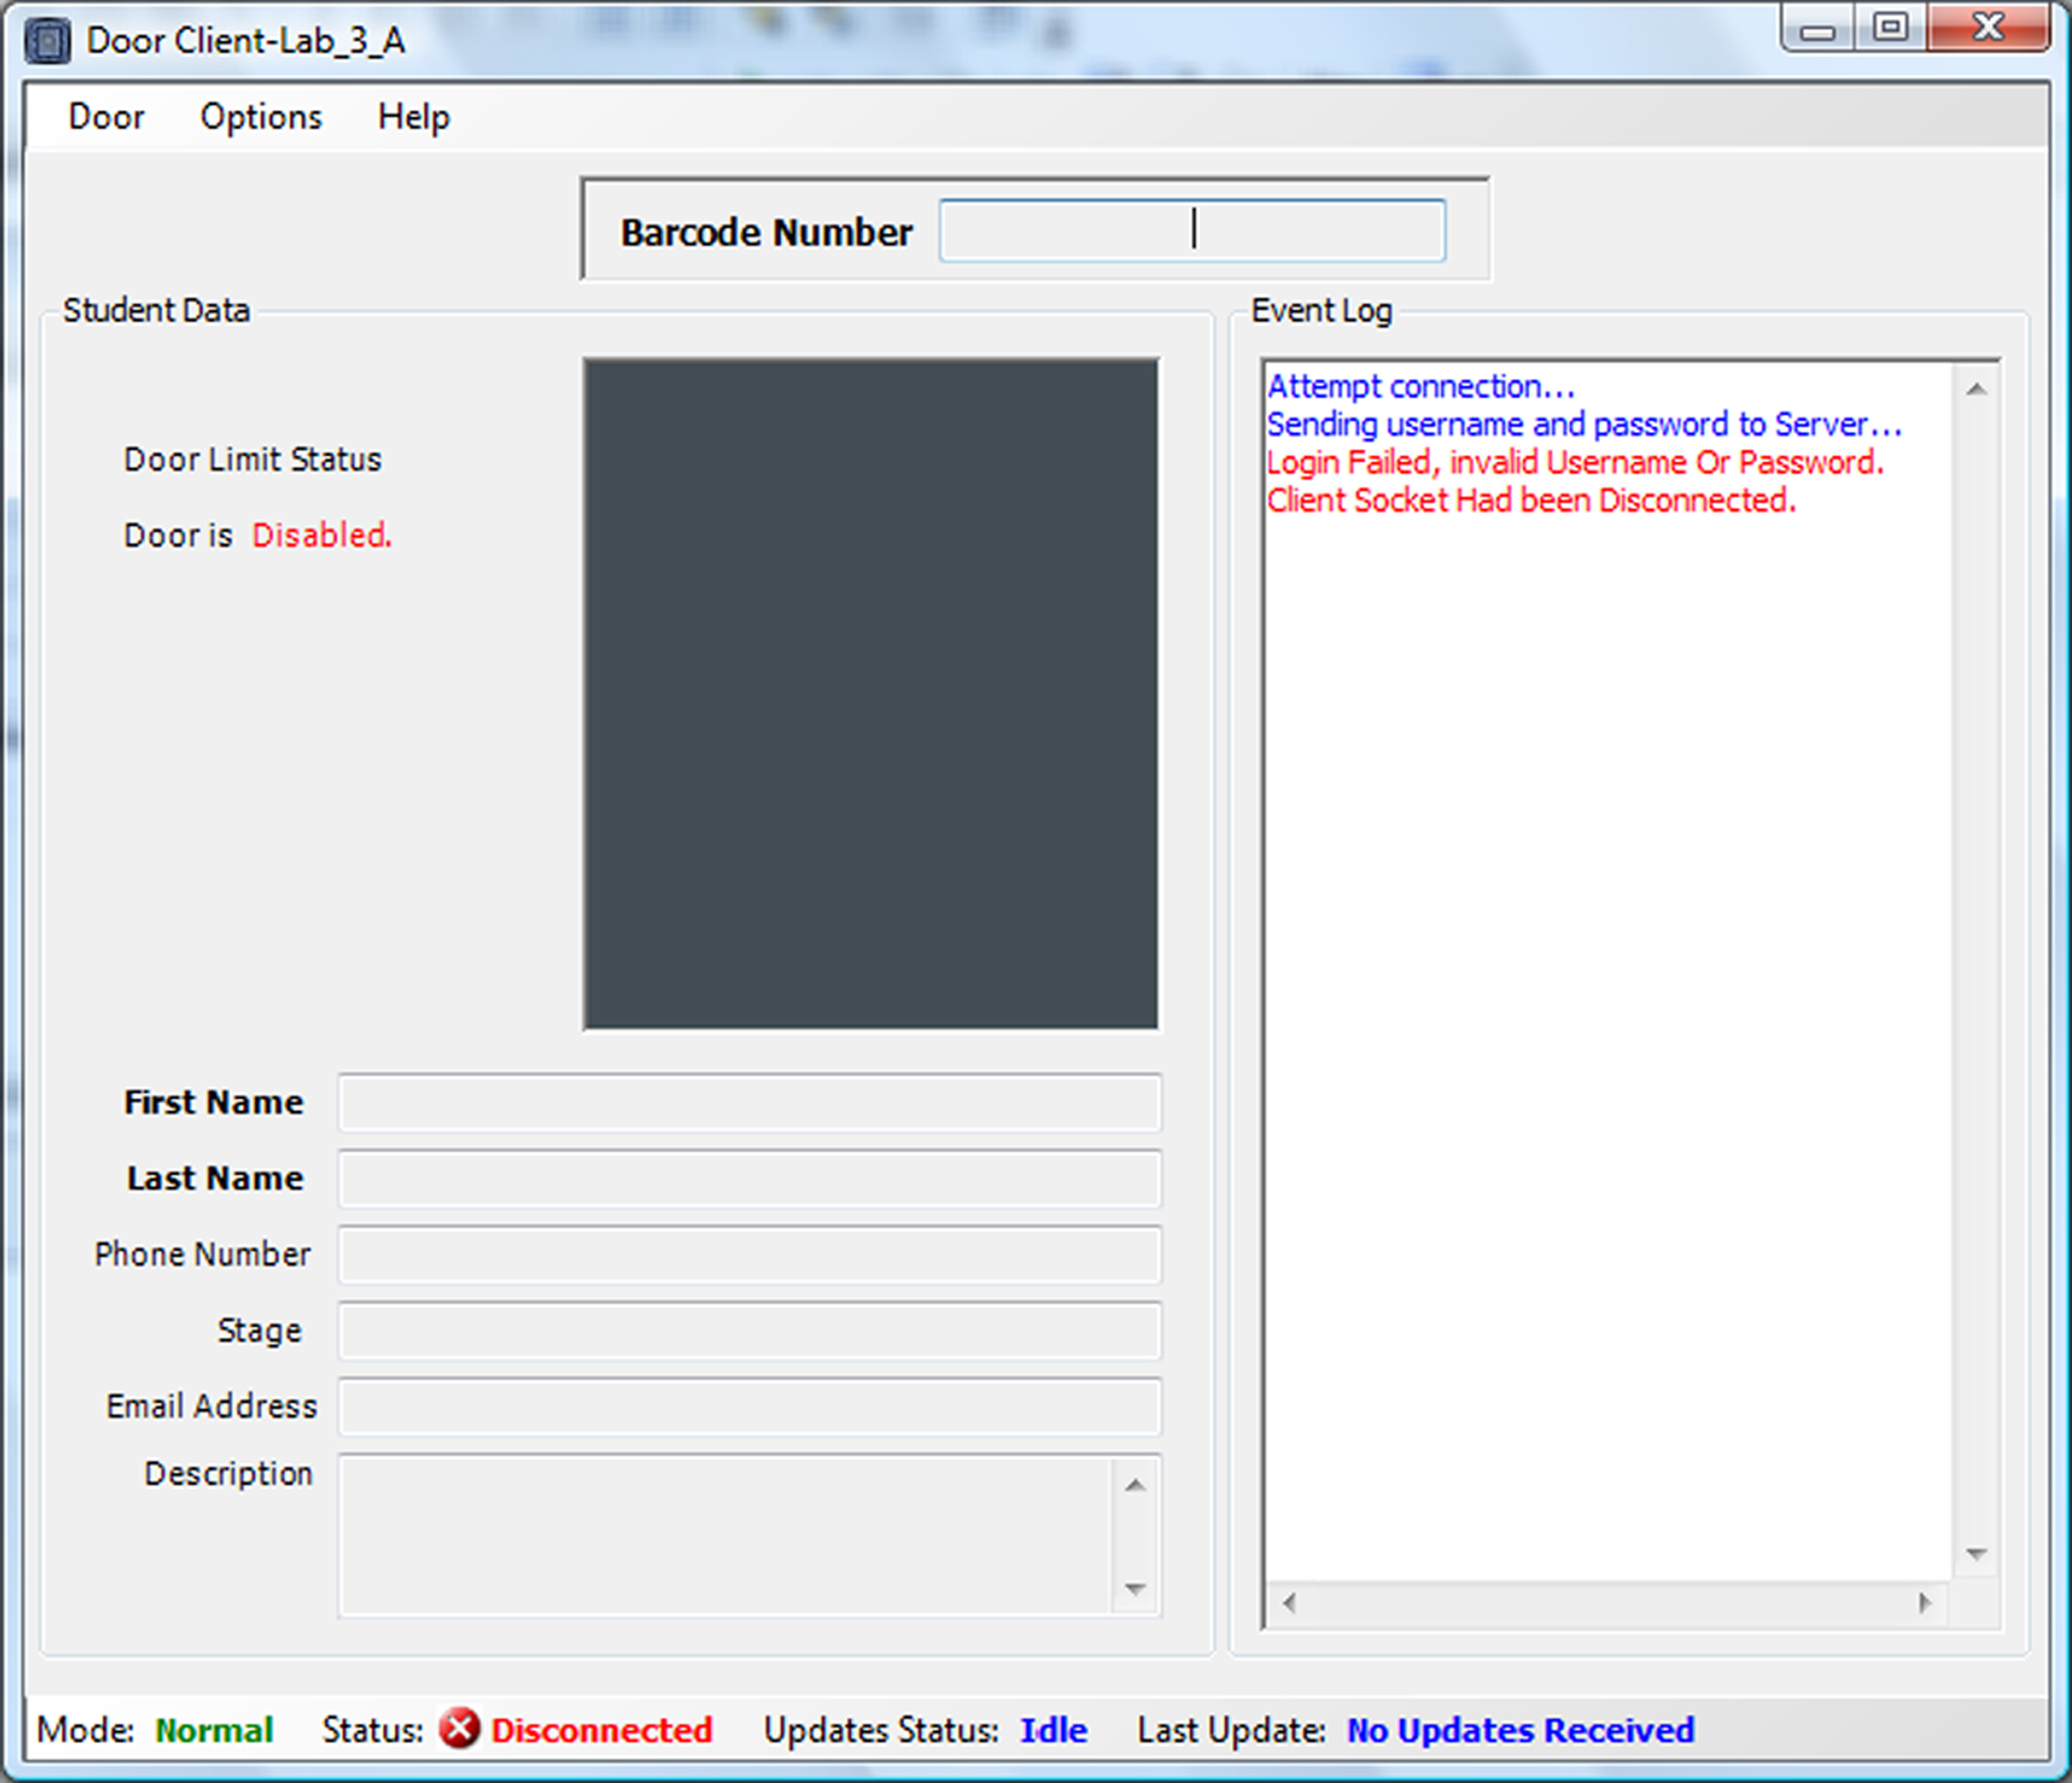 Door Client-Lab_3_A
Door Options Help
Barcode Number
Student Data
Door Limit Status
Door is Disabled.
First Name
Last Name
Phone Number
Stage
Email Address
Description
Event Log
Attempt connection...
Sending username and password to Server...
Login Failed, invalid Username Or Password.
Client Socket Had been Disconnected.
Mode: Normal Status: Disconnected Updates Status: Idle Last Update: No Updates Received